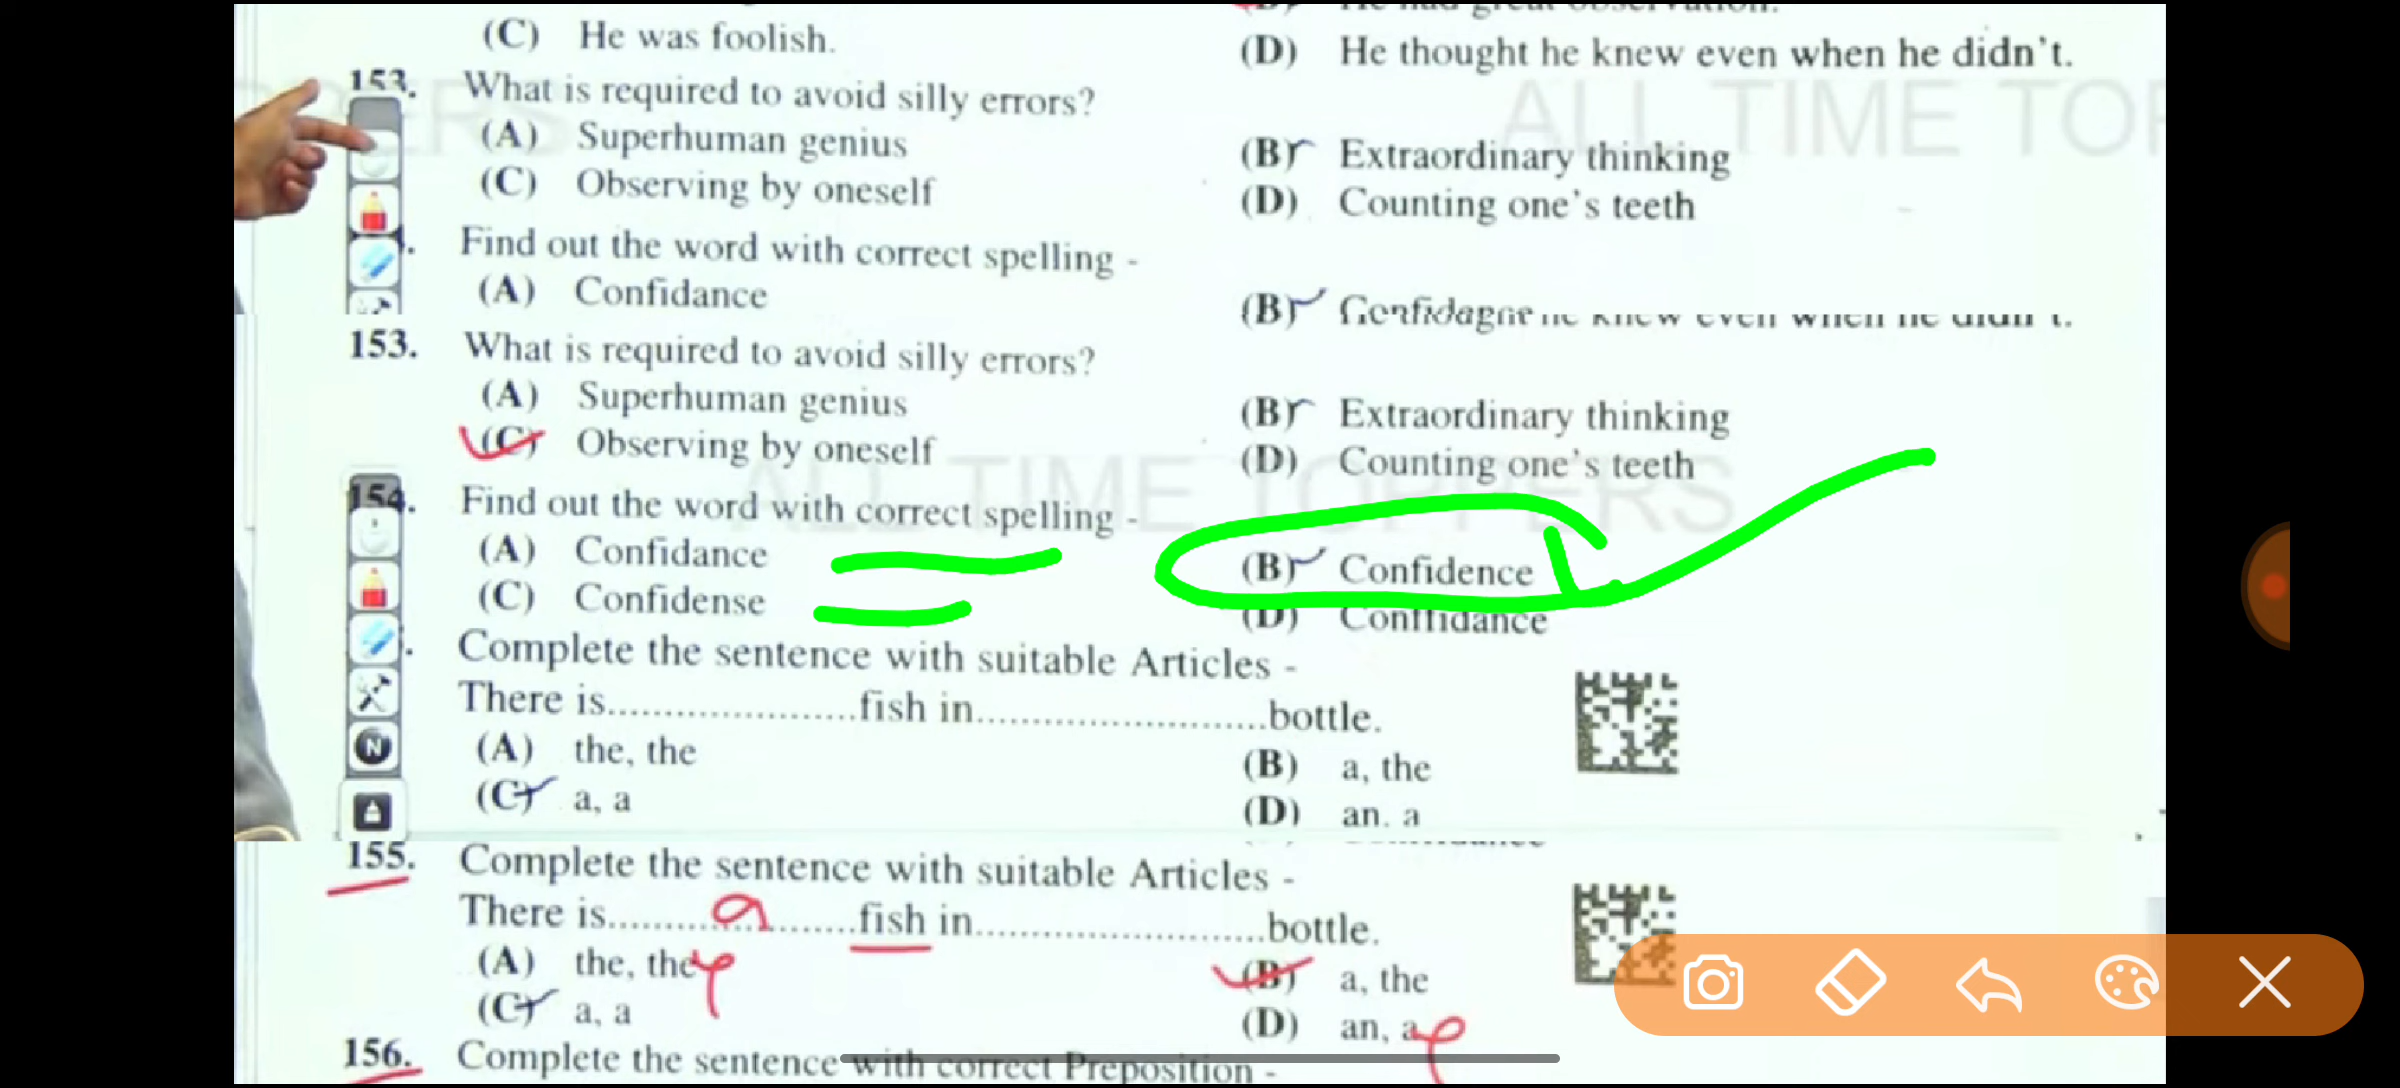 (C) He was foolish.
(D) He thought he knew even when he didn't.
153. What is required to avoid silly errors?
(A) Superhuman genius
(B) Extraordinary thinking
(C) Observing by oneself
(D) Counting one's teeth
Find out the word with correct spelling -
(A) Confidance
(B)
153. What is required to avoid silly errors?
(A) Superhuman genius
(B) Extraordinary thinking
(C) Observing by oneself
(D) Counting one's teeth
154. Find out the word with correct spelling -
(A) Confidance
(B) Confidence
(C) Confidense
(D) Conffidance
Complete the sentence with suitable Articles -
There is......................fish in..........................bottle.
(A) the, the
(B) a, the
(C) a, a
(D) an, a
155. Complete the sentence with suitable Articles -
There is.........a.........fish in..........................bottle.
(A) the, the
(B) a, the
(C) a, a
(D) an, a
156. Complete the sentence with correct Preposition -
ALL TIME TOPPERS
N